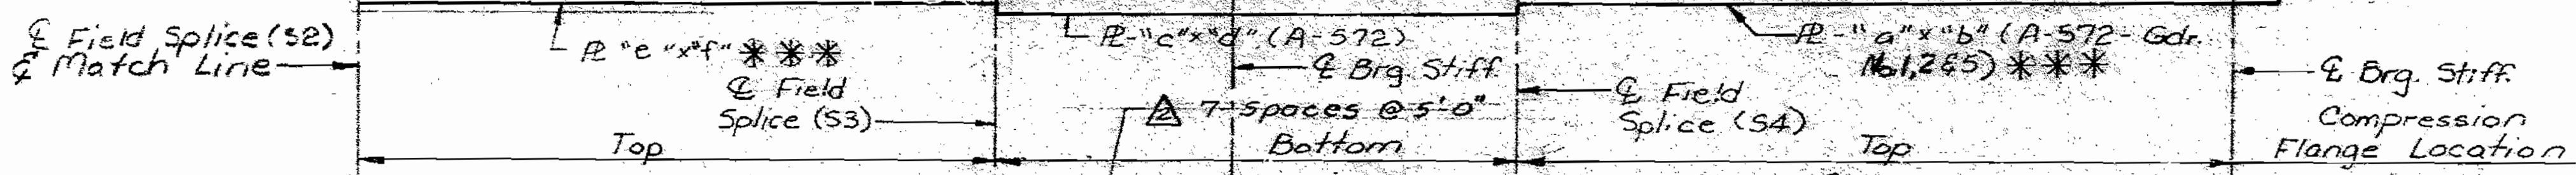 ℄ Field Splice (S2)
℄ Match Line
PL "e" x "f" ***
℄ Field
Splice (S3)
Top
PL-"c" x "d" (A-572)
℄ Brg. Stiff.
2 7 spaces @ 5'-0"
Bottom
℄ Field
Splice (S4)
PL-"a" x "b" (A-572-Gdr.
No. 1, 2 & 5) ***
Top
℄ Brg. Stiff.
Compression
Flange Location